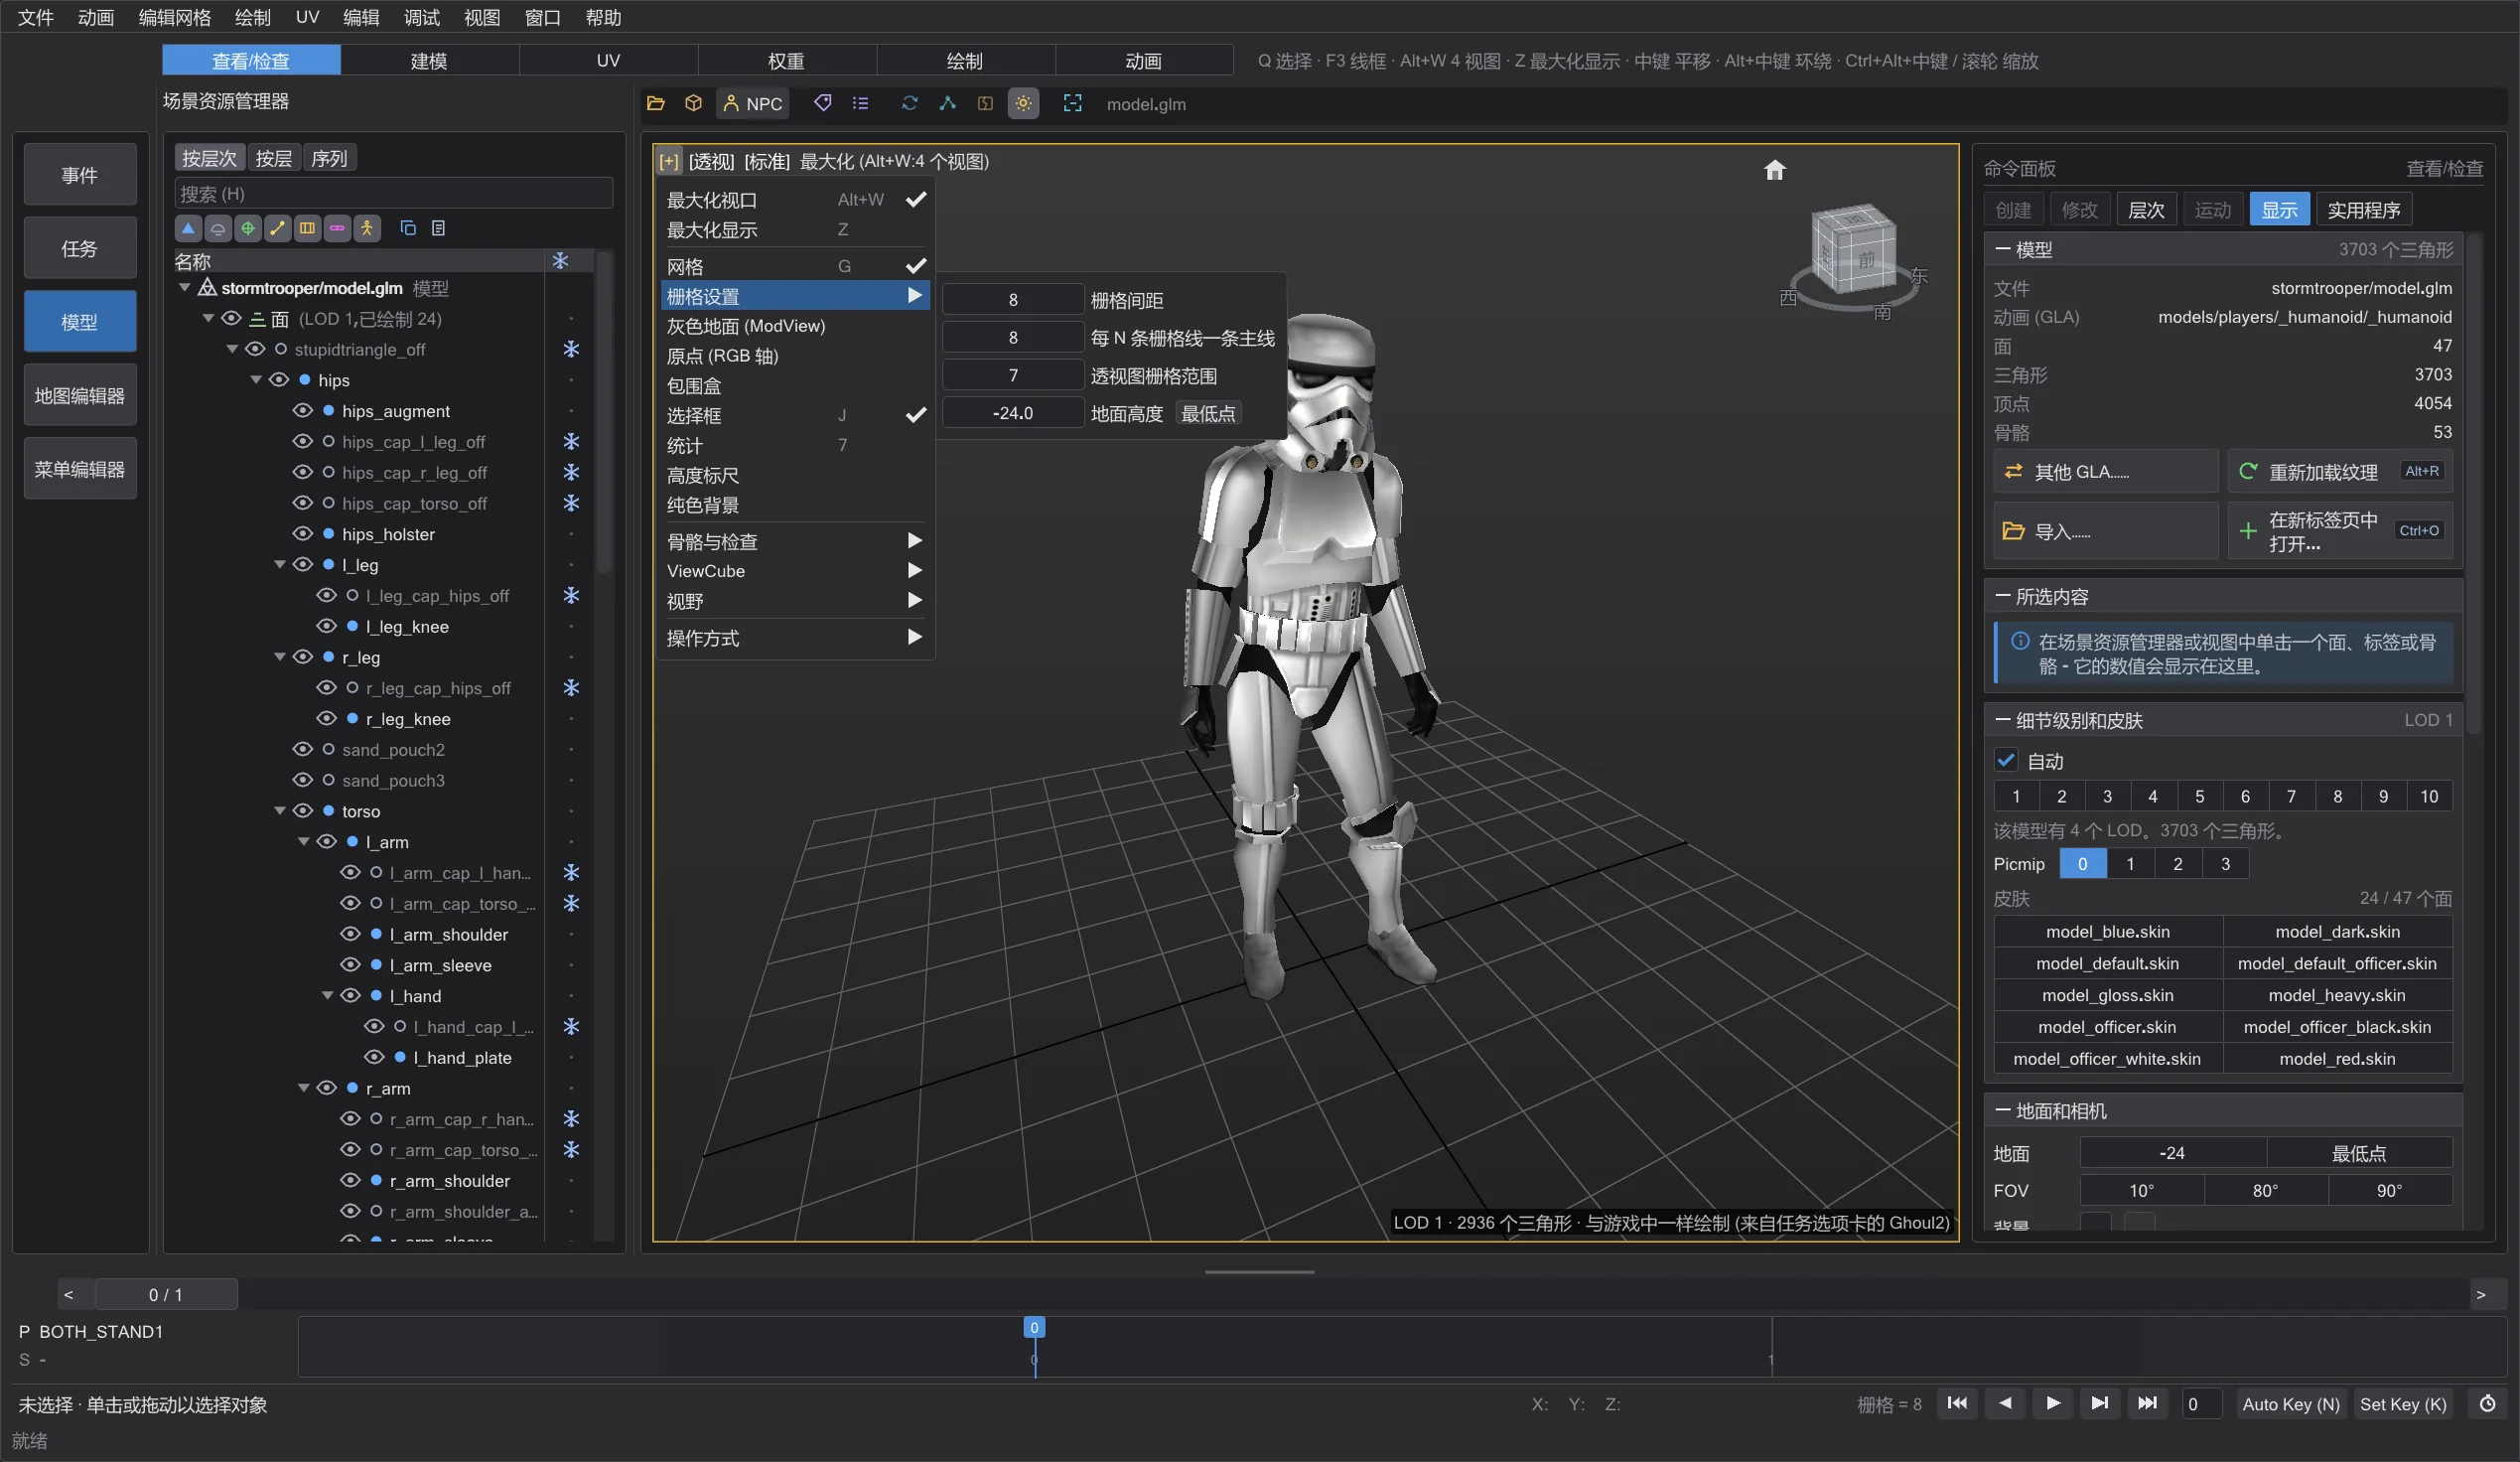 文件 动画 编辑网格 绘制 UV 编辑 调试 视图 窗口 帮助
查看/检查 建模 UV 权重 绘制 动画 Q 选择 · F3 线框 · Alt+W 4 视图 · Z 最大化显示 · 中键 平移 · Alt+中键 环绕 · Ctrl+Alt+中键 / 滚轮 缩放
场景资源管理器
NPC model.glm
事件
任务
模型
地图编辑器
菜单编辑器
按层次 按层 序列
搜索 (H)
名称
stormtrooper/model.glm 模型
面 (LOD 1,已绘制 24)
stupidtriangle_off
hips
hips_augment
hips_cap_l_leg_off
hips_cap_r_leg_off
hips_cap_torso_off
hips_holster
l_leg
l_leg_cap_hips_off
l_leg_knee
r_leg
r_leg_cap_hips_off
r_leg_knee
sand_pouch2
sand_pouch3
torso
l_arm
l_arm_cap_l_han...
l_arm_cap_torso_...
l_arm_shoulder
l_arm_sleeve
l_hand
l_hand_cap_l_...
l_hand_plate
r_arm
r_arm_cap_r_han...
r_arm_cap_torso_...
r_arm_shoulder
r_arm_shoulder_a...
r_arm_sleeve
[+] [透视] [标准] 最大化 (Alt+W:4 个视图)
最大化视口 Alt+W
最大化显示 Z
网格 G
栅格设置
灰色地面 (ModView)
原点 (RGB 轴)
包围盒
选择框 J
统计 7
高度标尺
纯色背景
骨骼与检查
ViewCube
视野
操作方式
8 栅格间距
8 每 N 条栅格线一条主线
7 透视图栅格范围
-24.0 地面高度 最低点
前
东
西
南
LOD 1 · 2936 个三角形 · 与游戏中一样绘制 (来自任务选项卡的 Ghoul2)
命令面板 查看/检查
创建 修改 层次 运动 显示 实用程序
模型 3703 个三角形
文件 stormtrooper/model.glm
动画 (GLA) models/players/_humanoid/_humanoid
面 47
三角形 3703
顶点 4054
骨骼 53
其他 GLA...... 重新加载纹理 Alt+R
导入...... 在新标签页中打开... Ctrl+O
所选内容
在场景资源管理器或视图中单击一个面、标签或骨
骼 - 它的数值会显示在这里。
细节级别和皮肤 LOD 1
自动
1 2 3 4 5 6 7 8 9 10
该模型有 4 个 LOD。3703 个三角形。
Picmip 0 1 2 3
皮肤 24 / 47 个面
model_blue.skin model_dark.skin
model_default.skin model_default_officer.skin
model_gloss.skin model_heavy.skin
model_officer.skin model_officer_black.skin
model_officer_white.skin model_red.skin
地面和相机
地面 -24 最低点
FOV 10° 80° 90°
背景
< 0 / 1 >
P BOTH_STAND1
S -
0
0 1
未选择 · 单击或拖动以选择对象 X: Y: Z: 栅格 = 8 0 Auto Key (N) Set Key (K)
就绪